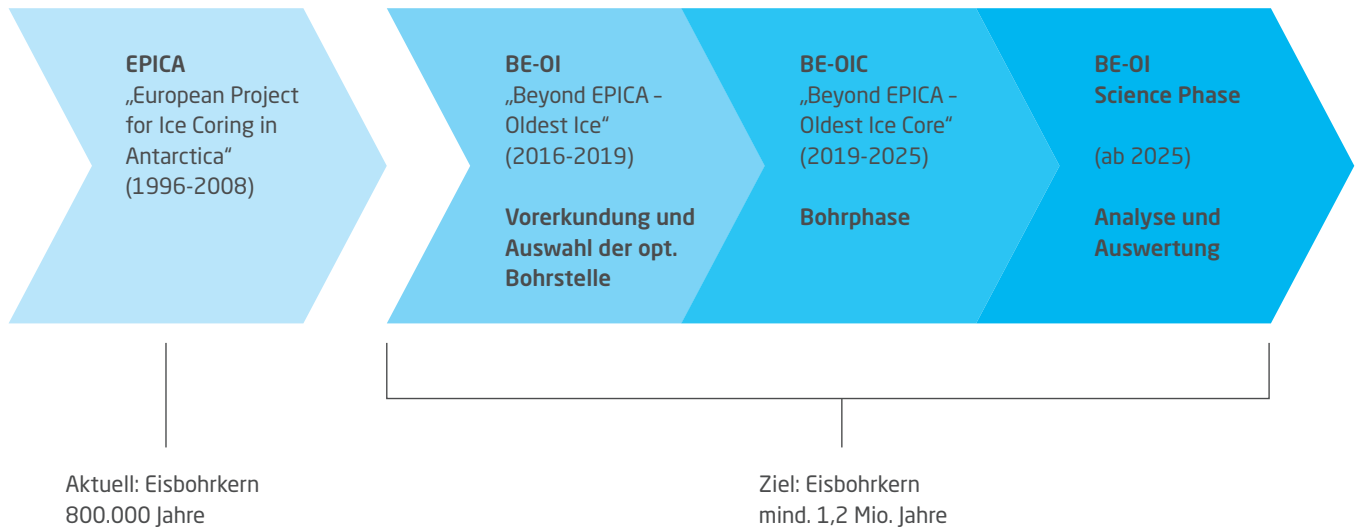 EPICA
„European Project
for Ice Coring in
Antarctica“
(1996-2008)
BE-OI
„Beyond EPICA –
Oldest Ice“
(2016-2019)
Vorerkundung und
Auswahl der opt.
Bohrstelle
BE-OIC
„Beyond EPICA –
Oldest Ice Core“
(2019-2025)
Bohrphase
BE-OI
Science Phase
(ab 2025)
Analyse und
Auswertung
Aktuell: Eisbohrkern
800.000 Jahre
Ziel: Eisbohrkern
mind. 1,2 Mio. Jahre